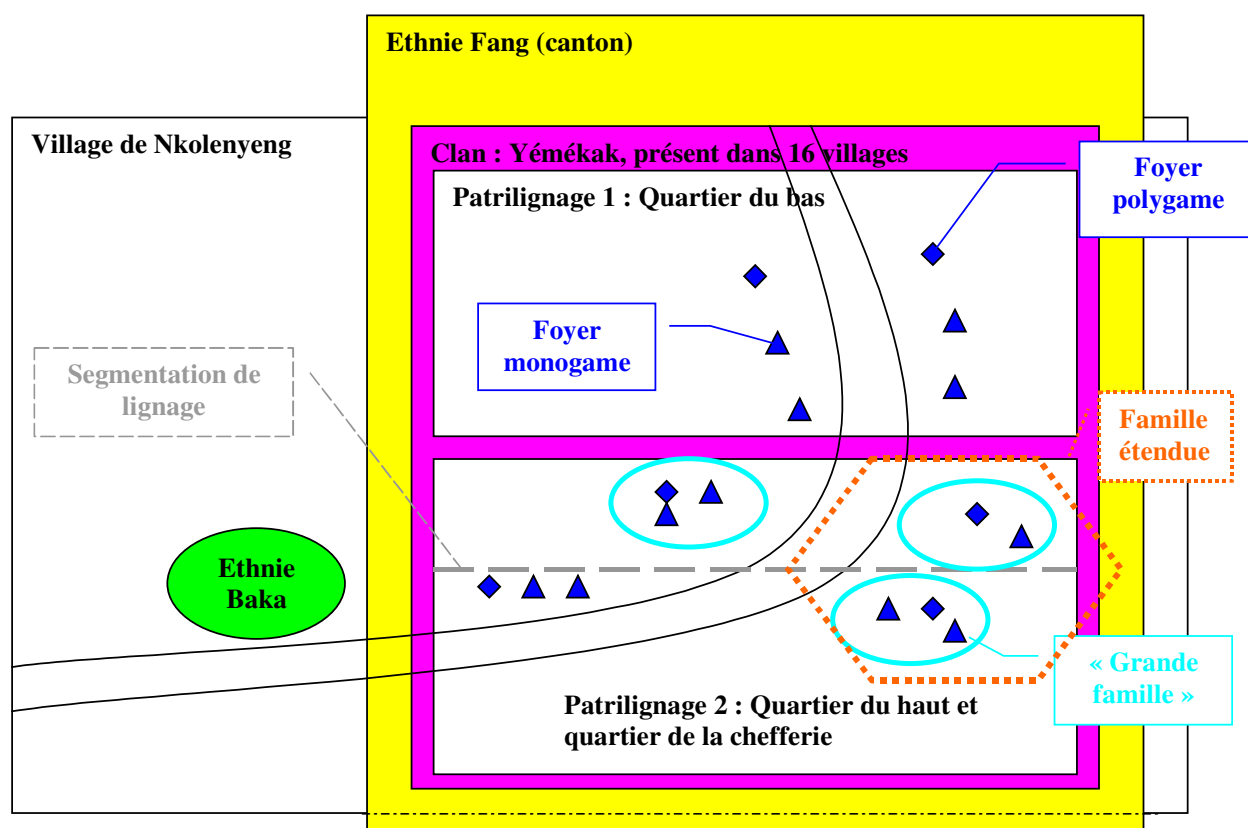 Ethnie Fang (canton)
Village de Nkolenyeng
Clan : Yémékak, présent dans 16 villages
Patrilignage 1 : Quartier du bas
Foyer
polygame
Foyer
monogame
Segmentation de
lignage
Famille
étendue
Ethnie
Baka
« Grande
famille »
Patrilignage 2 : Quartier du haut et
quartier de la chefferie